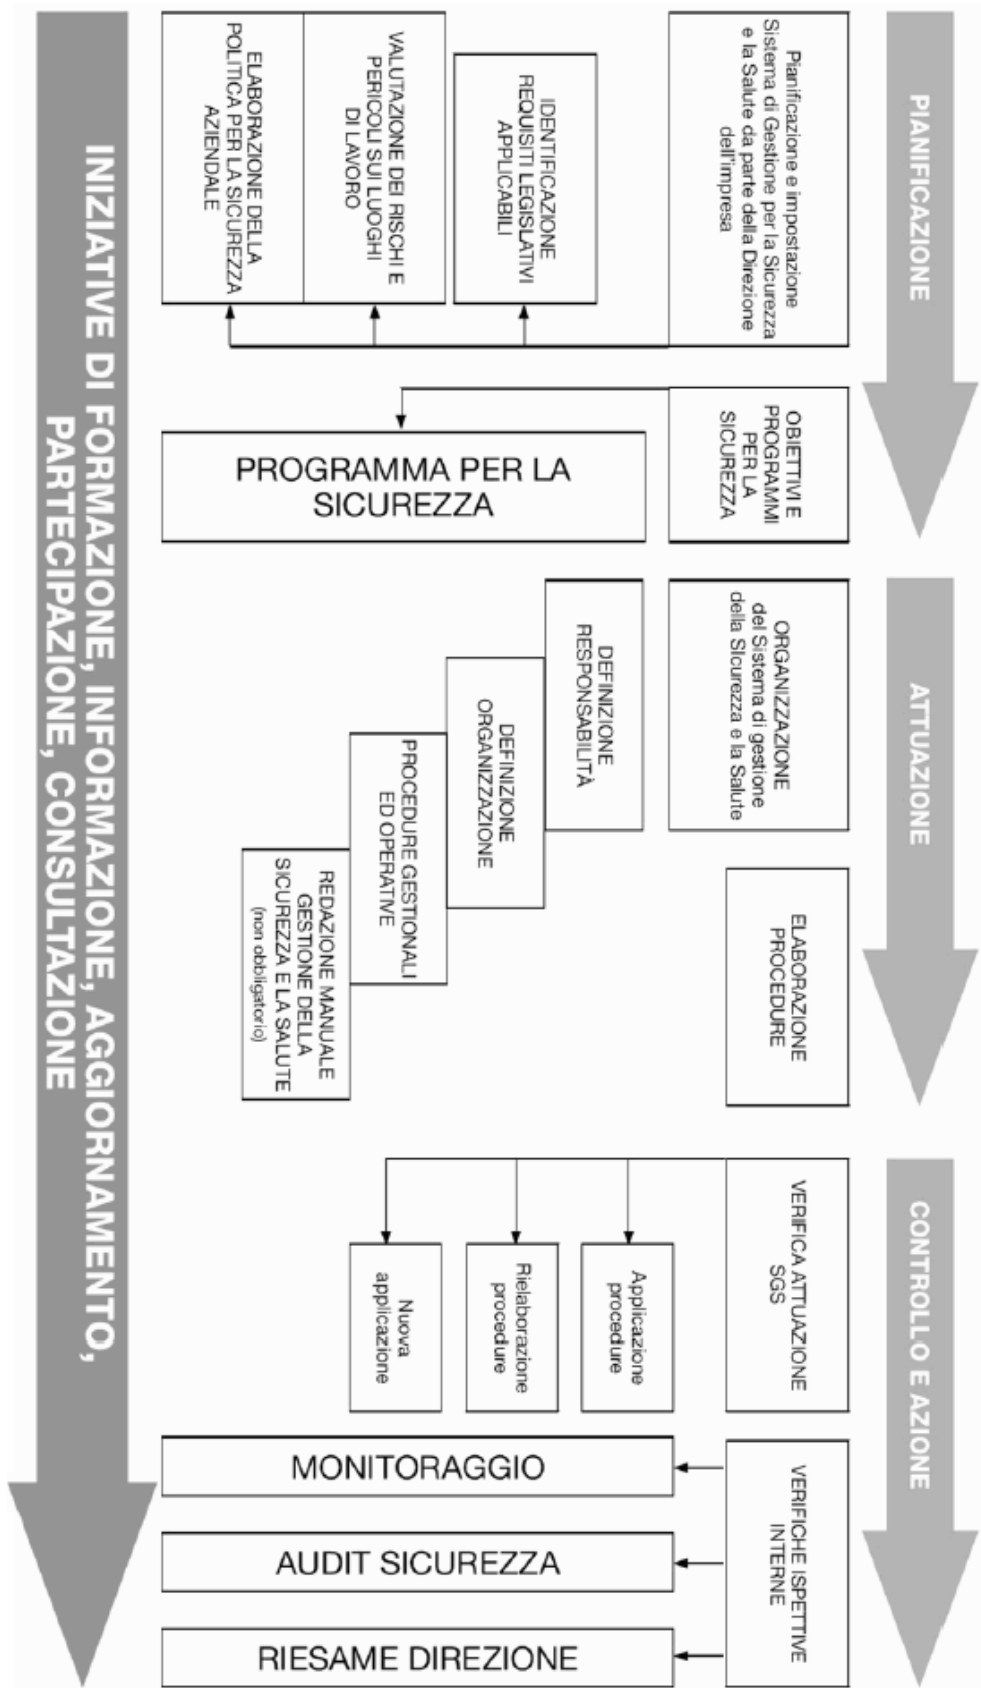 PIANIFICAZIONE
Pianificazione e impostazione
Sistema di Gestione per la Sicurezza
e la Salute da parte della Direzione
dell'impresa
IDENTIFICAZIONE
REQUISITI LEGISLATIVI
APPLICABILI
VALUTAZIONE DEI RISCHI E
PERICOLI SUI LUOGHI
DI LAVORO
ELABORAZIONE DELLA
POLITICA PER LA SICUREZZA
AZIENDALE
OBIETTIVI E
PROGRAMMI
PER LA
SICUREZZA
PROGRAMMA PER LA
SICUREZZA
ATTUAZIONE
ORGANIZZAZIONE
del Sistema di gestione
della SIcurezza e la Salute
DEFINIZIONE
RESPONSABILITÀ
DEFINIZIONE
ORGANIZZAZIONE
PROCEDURE GESTIONALI
ED OPERATIVE
REDAZIONE MANUALE
GESTIONE DELLA
SICUREZZA E LA SALUTE
(non obbligatorio)
ELABORAZIONE
PROCEDURE
CONTROLLO E AZIONE
VERIFICA ATTUAZIONE
SGS
Applicazione
procedure
Rielaborazione
procedure
Nuova
applicazione
VERIFICHE ISPETTIVE
INTERNE
MONITORAGGIO
AUDIT SICUREZZA
RIESAME DIREZIONE
INIZIATIVE DI FORMAZIONE, INFORMAZIONE, AGGIORNAMENTO,
PARTECIPAZIONE, CONSULTAZIONE